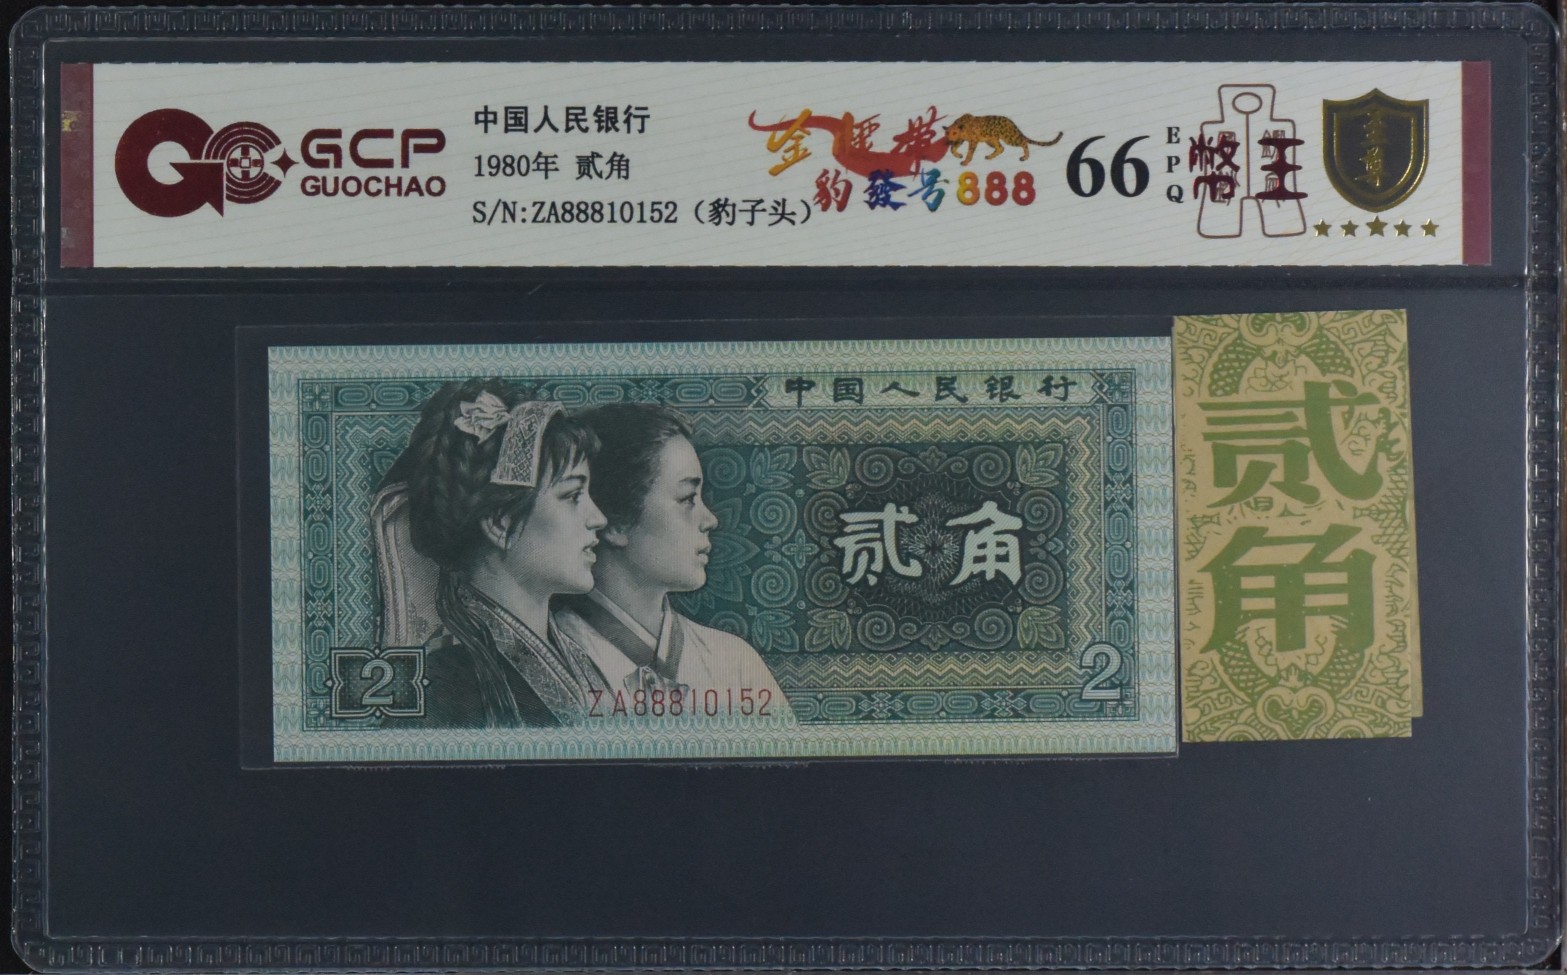 GCP
GUOCHAO
中国人民银行
1980年 贰角
S/N:ZA88810152（豹子头）
金腰带
豹發号888
66
EPQ
至尊
中国人民银行
贰角
2
2
ZA88810152
贰角